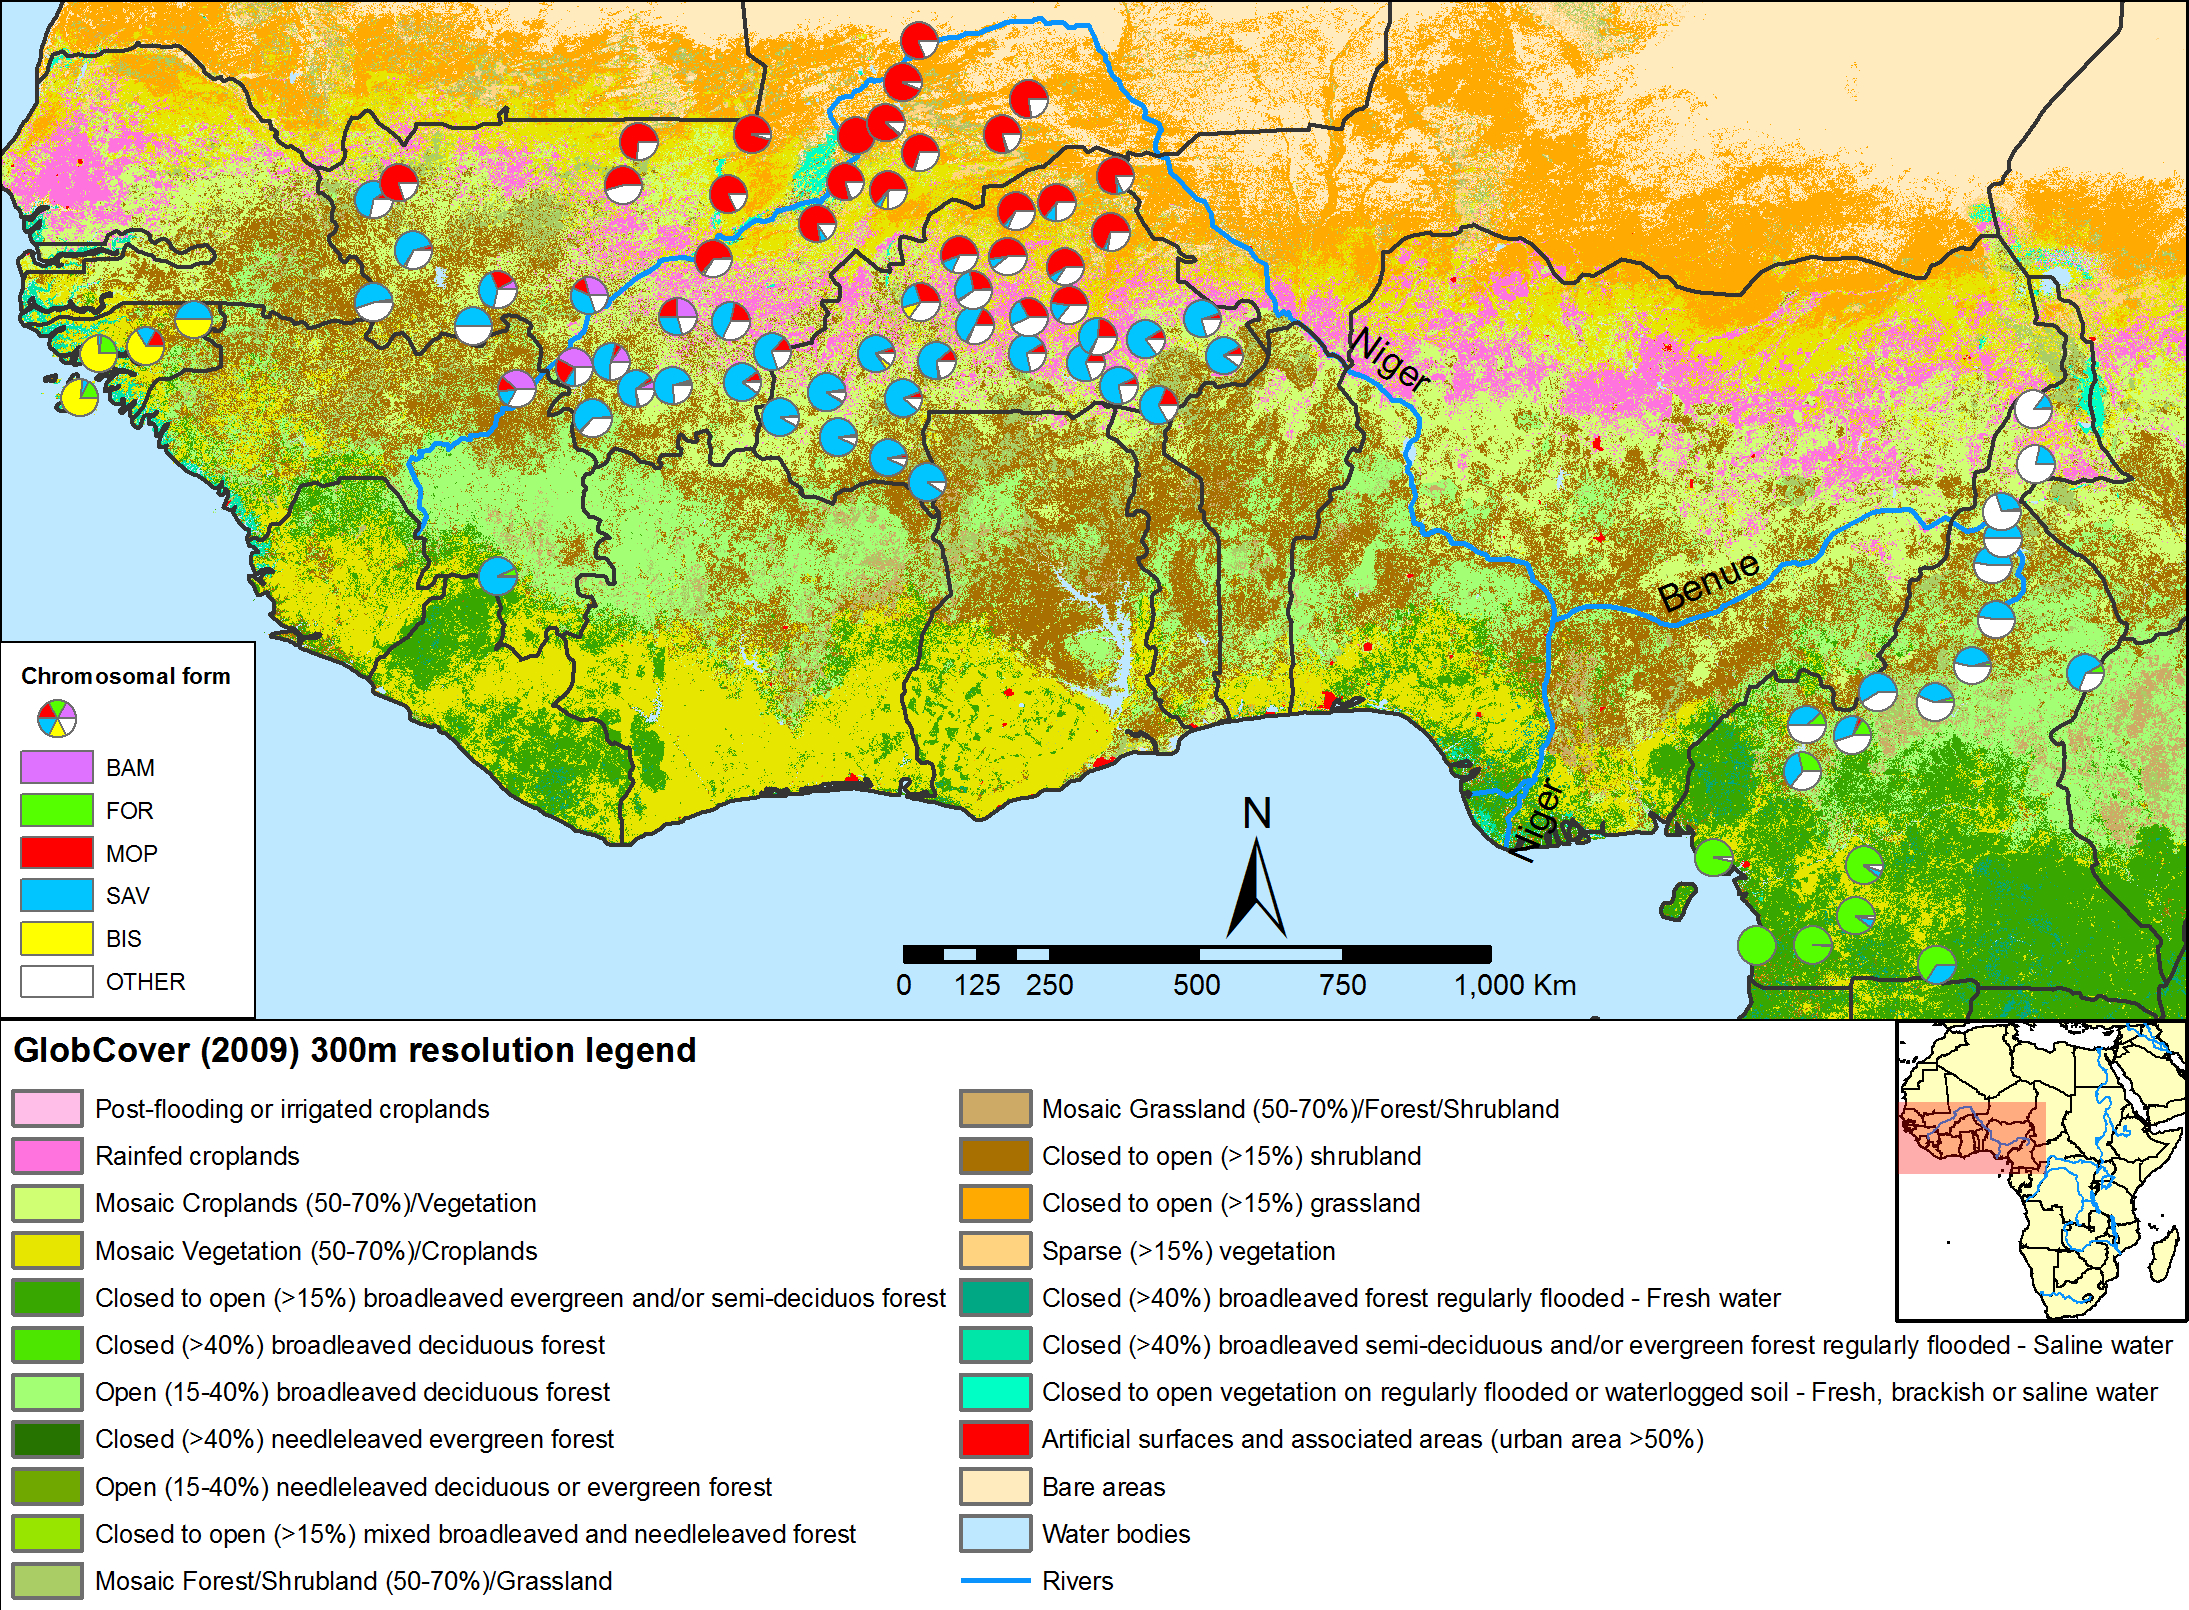 Niger
Benue
Niger
N
0 125 250 500 750 1,000 Km
Chromosomal form
BAM
FOR
MOP
SAV
BIS
OTHER
GlobCover (2009) 300m resolution legend
Post-flooding or irrigated croplands
Rainfed croplands
Mosaic Croplands (50-70%)/Vegetation
Mosaic Vegetation (50-70%)/Croplands
Closed to open (>15%) broadleaved evergreen and/or semi-deciduos forest
Closed (>40%) broadleaved deciduous forest
Open (15-40%) broadleaved deciduous forest
Closed (>40%) needleleaved evergreen forest
Open (15-40%) needleleaved deciduous or evergreen forest
Closed to open (>15%) mixed broadleaved and needleleaved forest
Mosaic Forest/Shrubland (50-70%)/Grassland
Mosaic Grassland (50-70%)/Forest/Shrubland
Closed to open (>15%) shrubland
Closed to open (>15%) grassland
Sparse (>15%) vegetation
Closed (>40%) broadleaved forest regularly flooded - Fresh water
Closed (>40%) broadleaved semi-deciduous and/or evergreen forest regularly flooded - Saline water
Closed to open vegetation on regularly flooded or waterlogged soil - Fresh, brackish or saline water
Artificial surfaces and associated areas (urban area >50%)
Bare areas
Water bodies
Rivers